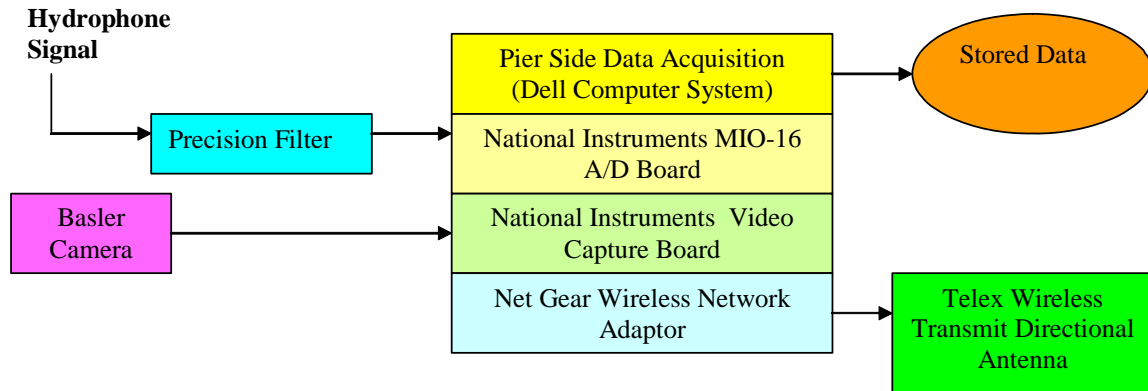 Hydrophone
Signal
Pier Side Data Acquisition
(Dell Computer System)
Stored Data
Precision Filter
National Instruments MIO-16
A/D Board
Basler
Camera
National Instruments  Video
Capture Board
Net Gear Wireless Network
Adaptor
Telex Wireless
Transmit Directional
Antenna